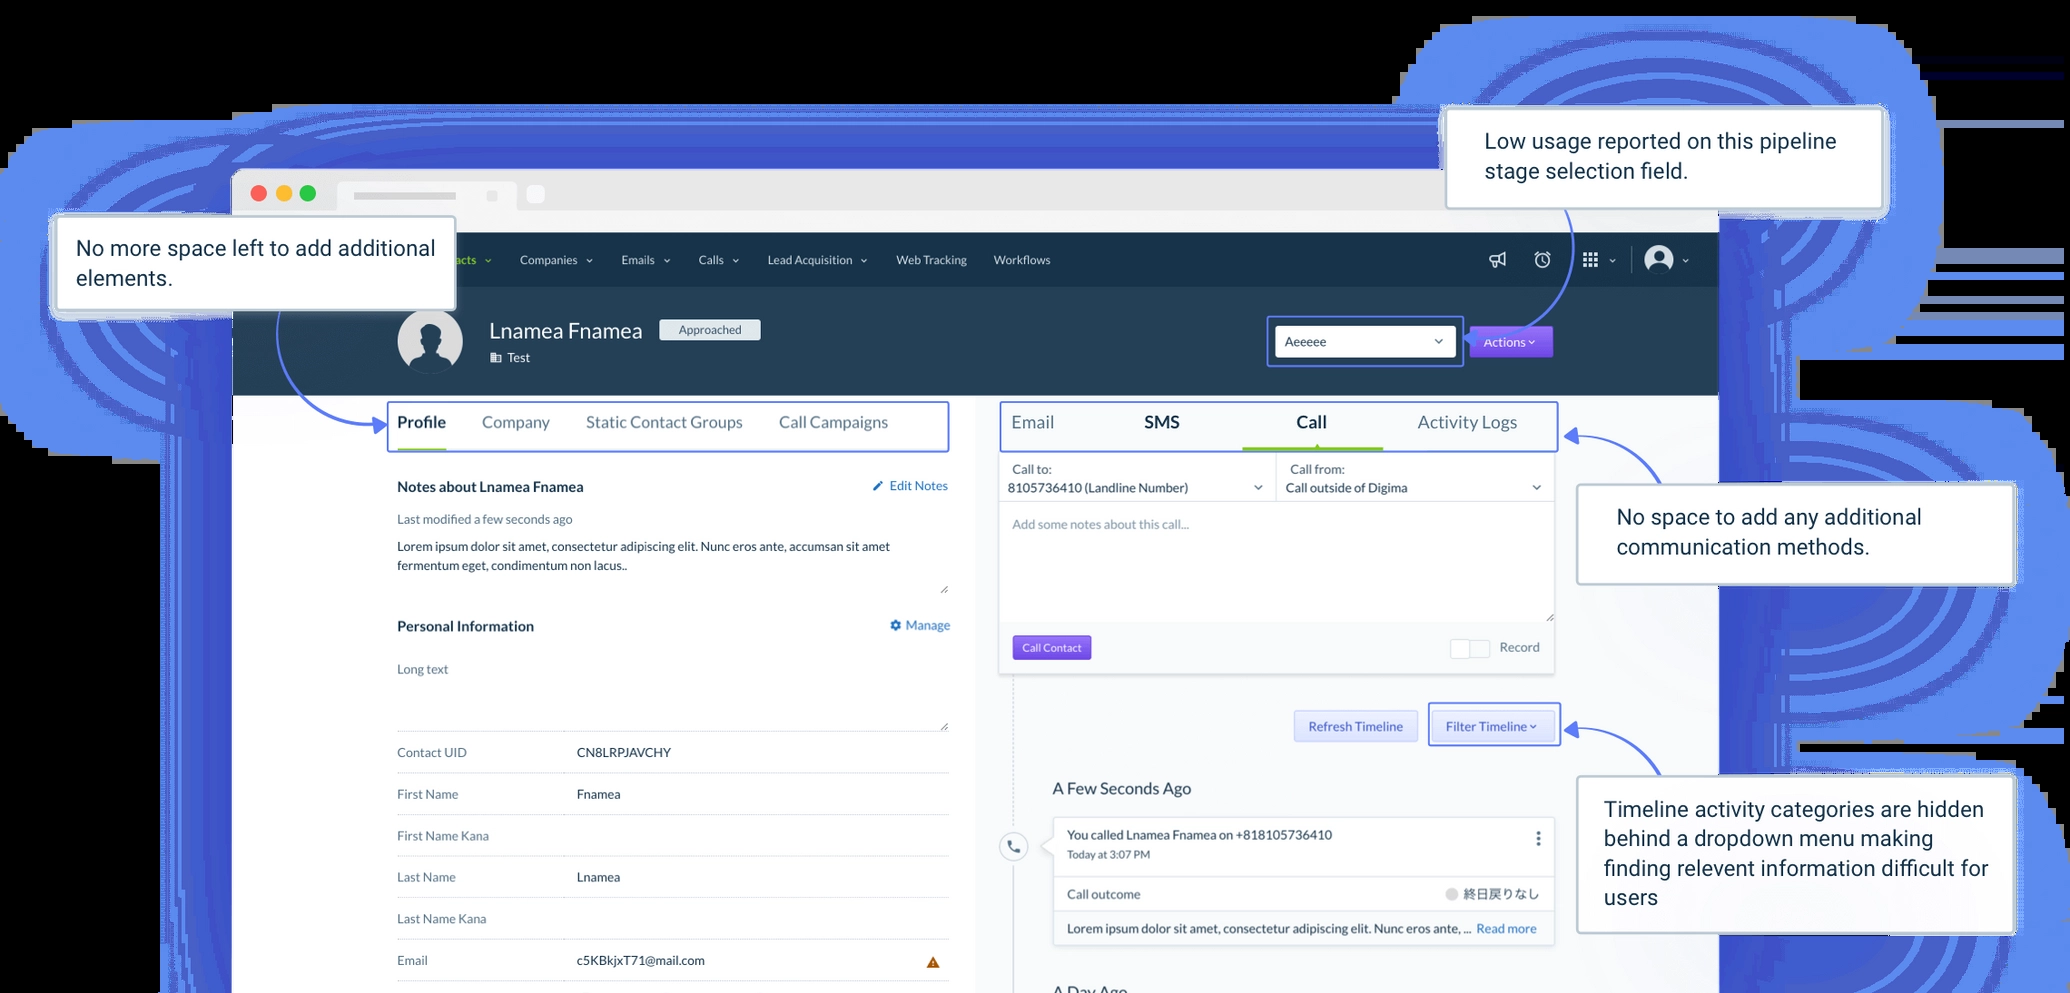 Low usage reported on this pipeline
stage selection field.
No more space left to add additional
elements.
Companies
Emails
Calls
Lead Acquisition
Web Tracking
Workflows
Lnamea Fnamea
Approached
Test
Aeeeee
Actions
Profile
Company
Static Contact Groups
Call Campaigns
Notes about Lnamea Fnamea
Edit Notes
Last modified a few seconds ago
Lorem ipsum dolor sit amet, consectetur adipiscing elit. Nunc eros ante, accumsan sit amet
fermentum eget, condimentum non lacus..
Personal Information
Manage
Long text
Contact UID CN8LRPJAVCHY
First Name Fnamea
First Name Kana
Last Name Lnamea
Last Name Kana
Email c5KBkjxT71@mail.com
Email
SMS
Call
Activity Logs
Call to:
8105736410 (Landline Number)
Call from:
Call outside of Digima
Add some notes about this call...
Call Contact
Record
No space to add any additional
communication methods.
Refresh Timeline
Filter Timeline
Timeline activity categories are hidden
behind a dropdown menu making
finding relevent information difficult for
users
A Few Seconds Ago
You called Lnamea Fnamea on +818105736410
Today at 3:07 PM
Call outcome
終日戻りなし
Lorem ipsum dolor sit amet, consectetur adipiscing elit. Nunc eros ante, ... Read more
A Day Ago